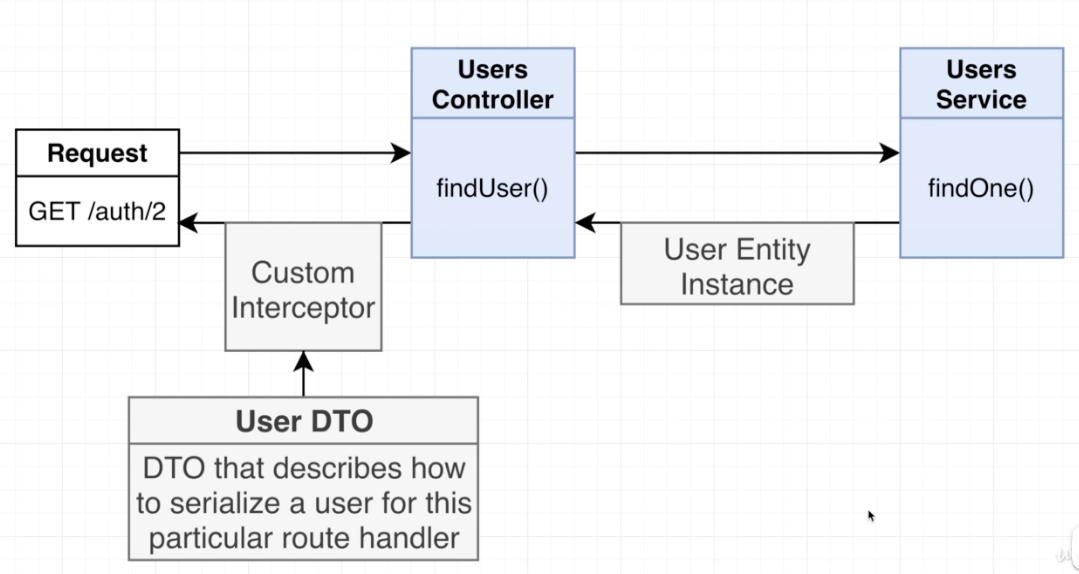 Users
Controller
Users
Service
Request
GET /auth/2
findUser()
findOne()
Custom
Interceptor
User Entity
Instance
User DTO
DTO that describes how
to serialize a user for this
particular route handler